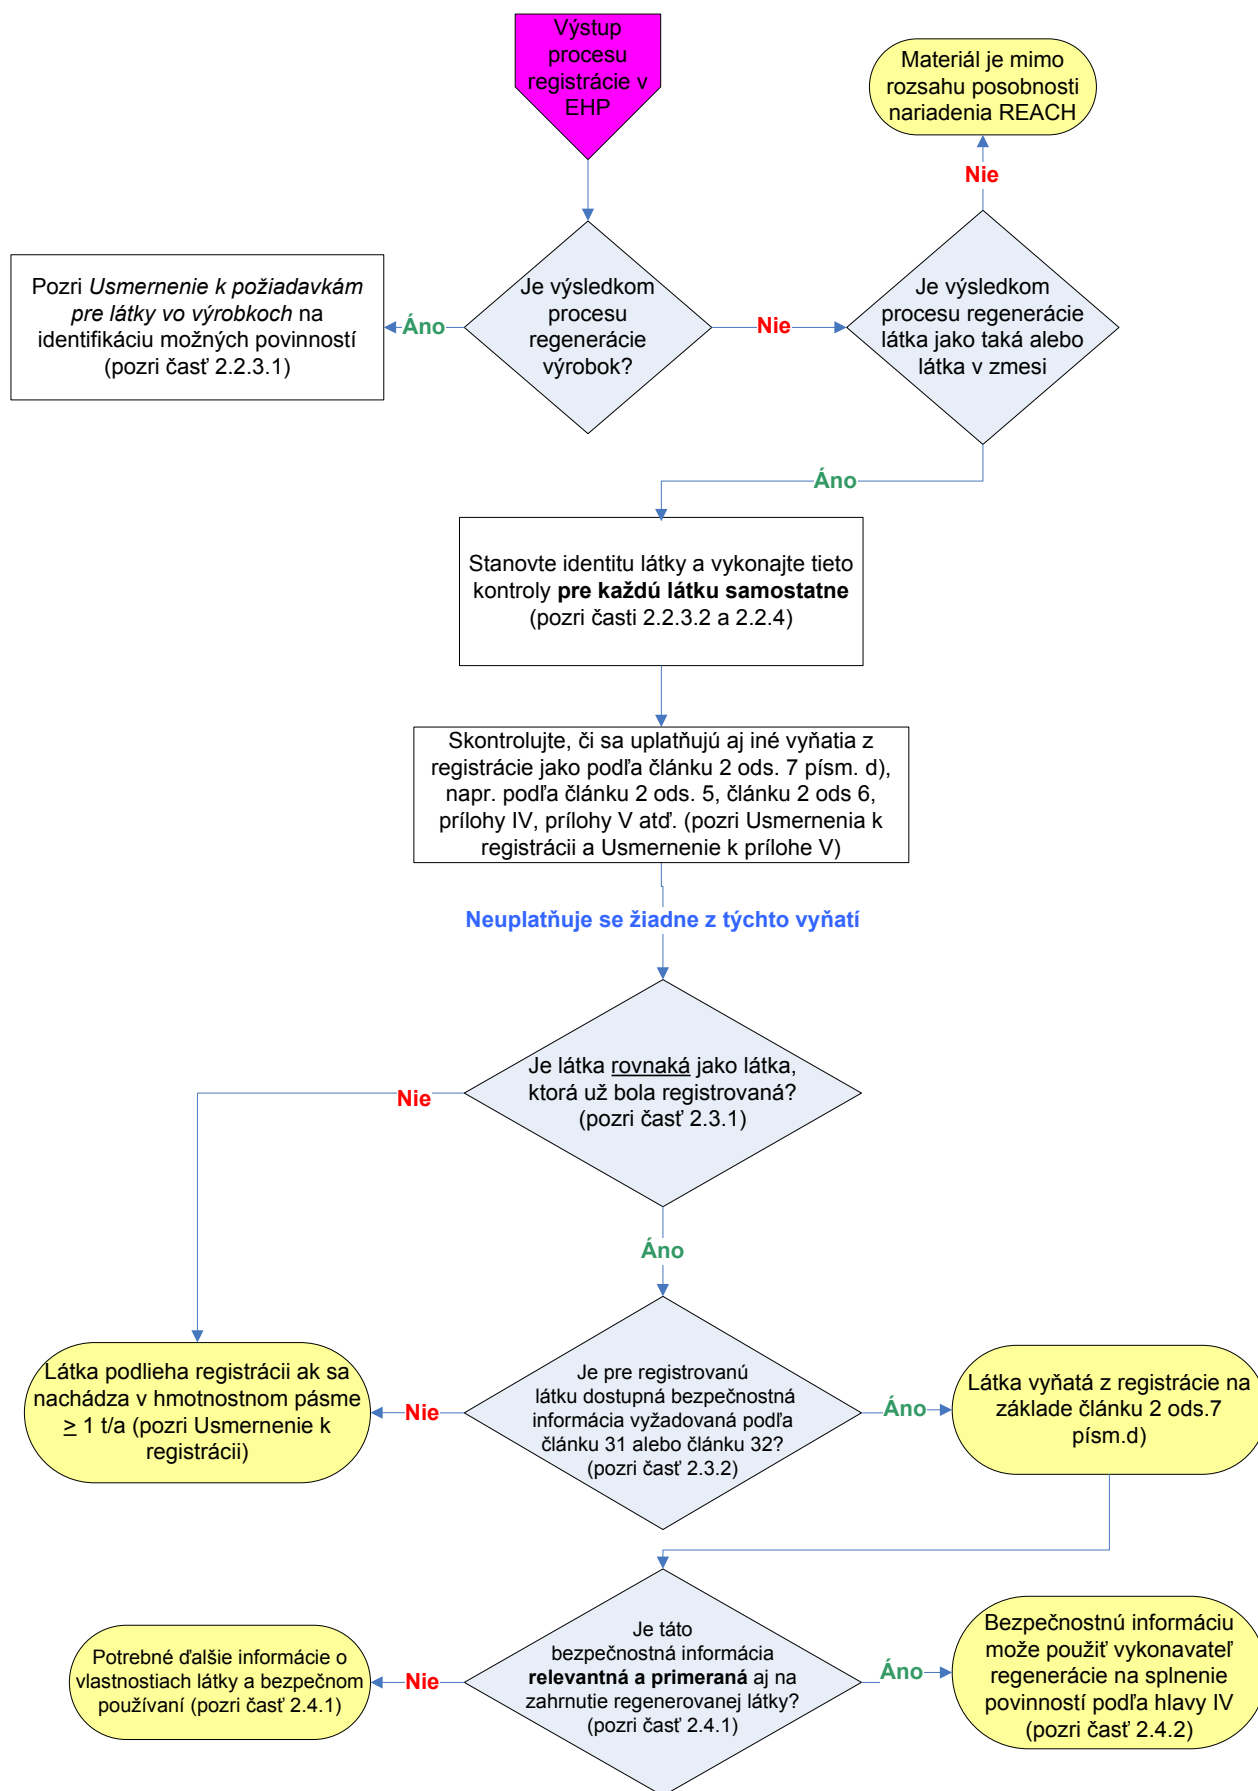 Výstup
procesu
registrácie v
EHP
Materiál je mimo
rozsahu posobnosti
nariadenia REACH
Nie
Pozri Usmernenie k požiadavkám
pre látky vo výrobkoch na
identifikáciu možných povinností
(pozri časť 2.2.3.1)
Áno
Je výsledkom
procesu
regenerácie
výrobok?
Nie
Je výsledkom
procesu regenerácie
látka jako taká alebo
látka v zmesi
Áno
Stanovte identitu látky a vykonajte tieto
kontroly pre každú látku samostatne
(pozri časti 2.2.3.2 a 2.2.4)
Skontrolujte, či sa uplatňujú aj iné vyňatia z
registrácie jako podľa článku 2 ods. 7 písm. d),
napr. podľa článku 2 ods. 5, článku 2 ods 6,
prílohy IV, prílohy V atď. (pozri Usmernenia k
registrácii a Usmernenie k prílohe V)
Neuplatňuje se žiadne z týchto vyňatí
Je látka rovnaká jako látka,
ktorá už bola registrovaná?
(pozri časť 2.3.1)
Nie
Áno
Látka podlieha registrácii ak sa
nachádza v hmotnostnom pásme
≥ 1 t/a (pozri Usmernenie k
registrácii)
Nie
Je pre registrovanú
látku dostupná bezpečnostná
informácia vyžadovaná podľa
článku 31 alebo článku 32?
(pozri časť 2.3.2)
Áno
Látka vyňatá z registrácie na
základe článku.2 ods.7
písm.d)
Potrebné ďalšie informácie o
vlastnostiach látky a bezpečnom
používaní (pozri časť 2.4.1)
Nie
Je táto
bezpečnostná informácia
relevantná a primeraná aj na
zahrnutie regenerovanej látky?
(pozri časť 2.4.1)
Áno
Bezpečnostnú informáciu
može použiť vykonavateľ
regenerácie na splnenie
povinností podľa hlavy IV
(pozri časť 2.4.2)